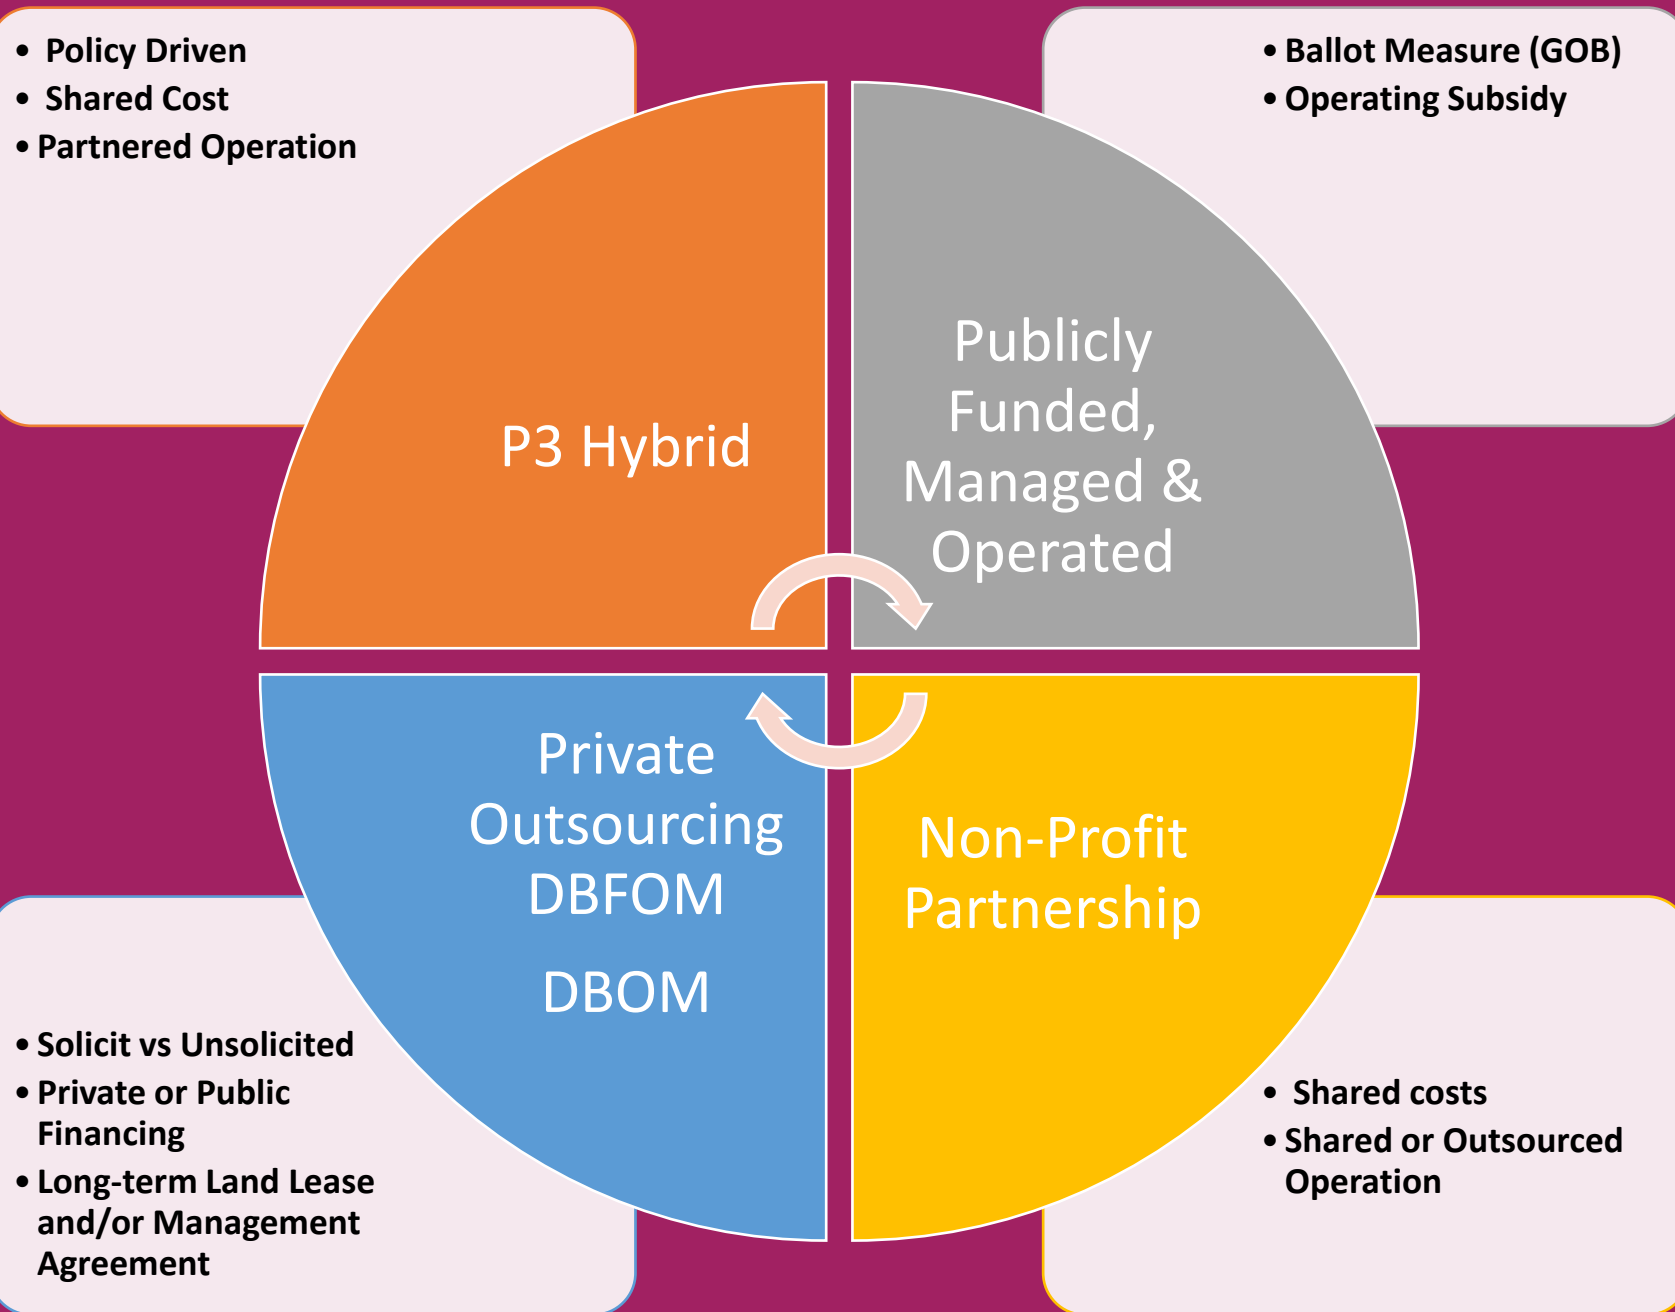 • Policy Driven
• Shared Cost
• Partnered Operation
• Ballot Measure (GOB)
• Operating Subsidy
P3 Hybrid
Publicly
Funded,
Managed &
Operated
Private
Outsourcing
DBFOM
DBOM
Non-Profit
Partnership
• Solicit vs Unsolicited
• Private or Public
Financing
• Long-term Land Lease
and/or Management
Agreement
• Shared costs
• Shared or Outsourced
Operation